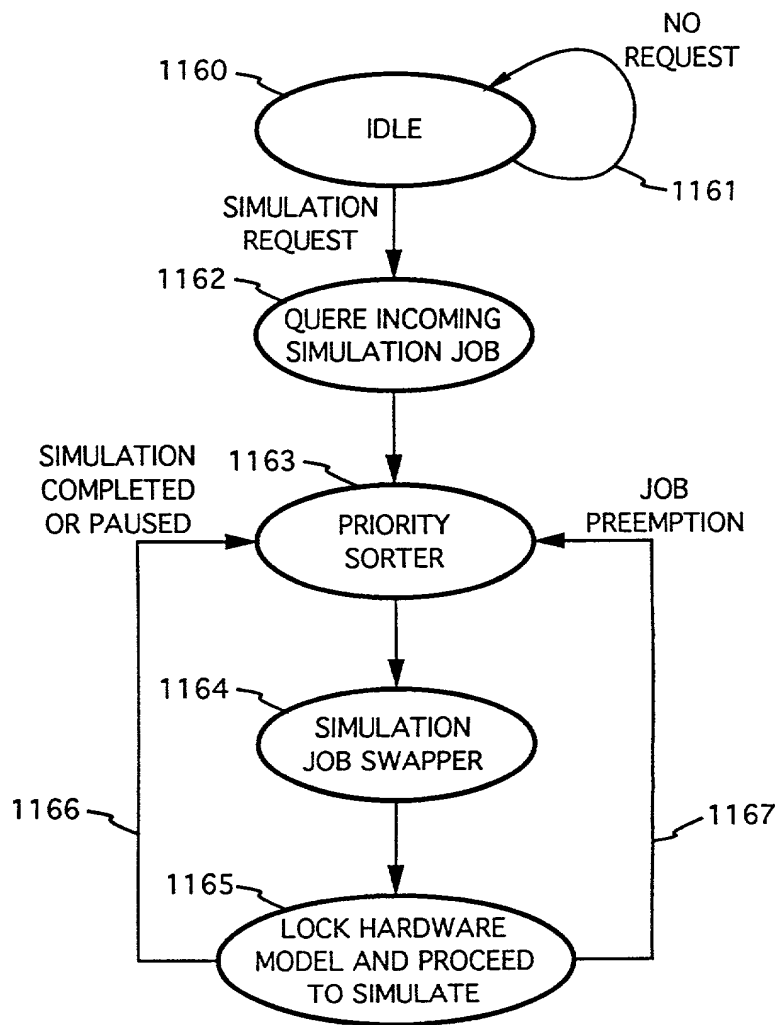 NO
REQUEST
1160
IDLE
1161
SIMULATION
REQUEST
1162
QUERE INCOMING
SIMULATION JOB
SIMULATION
COMPLETED
OR PAUSED
1163
JOB
PREEMPTION
PRIORITY
SORTER
1164
SIMULATION
JOB SWAPPER
1166
1167
1165
LOCK HARDWARE
MODEL AND PROCEED
TO SIMULATE